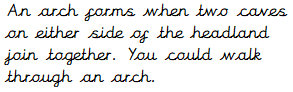 An arch forms when two caves
on either side of the headland
join together. You could walk
through an arch.